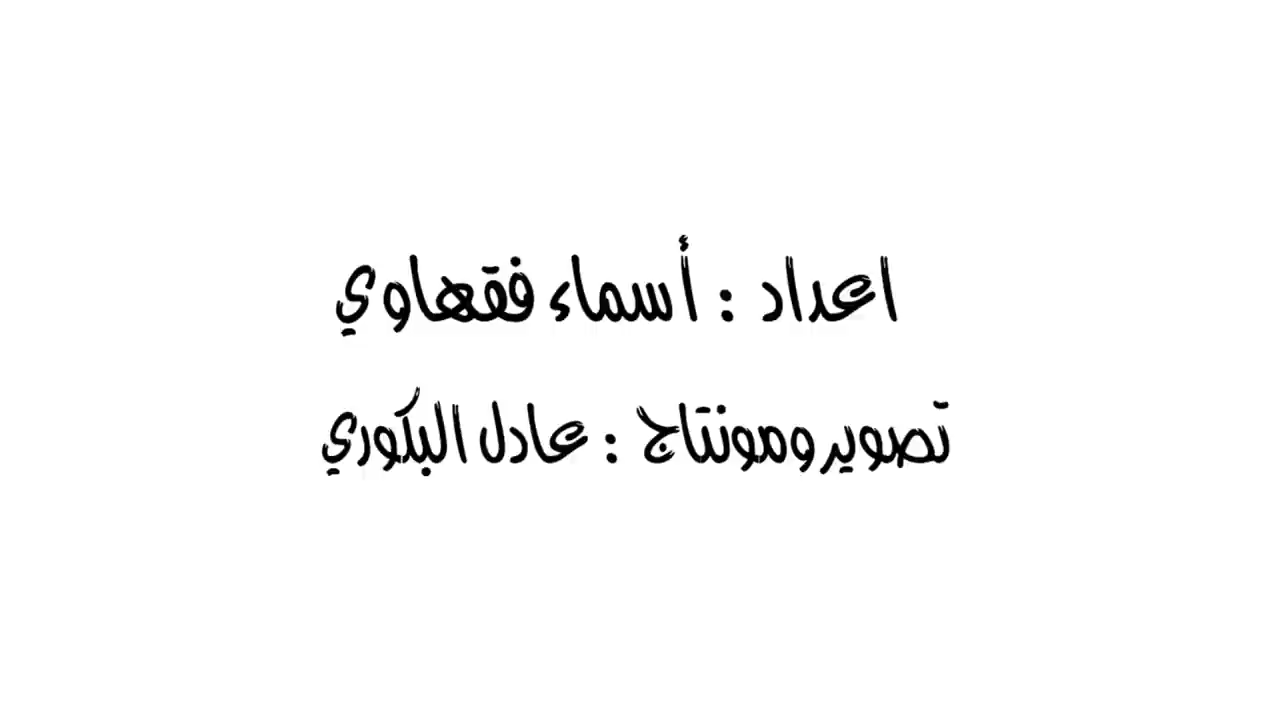 اعداد : أسماء فقهاوي
تصوير ومونتاج : عادل البكوري